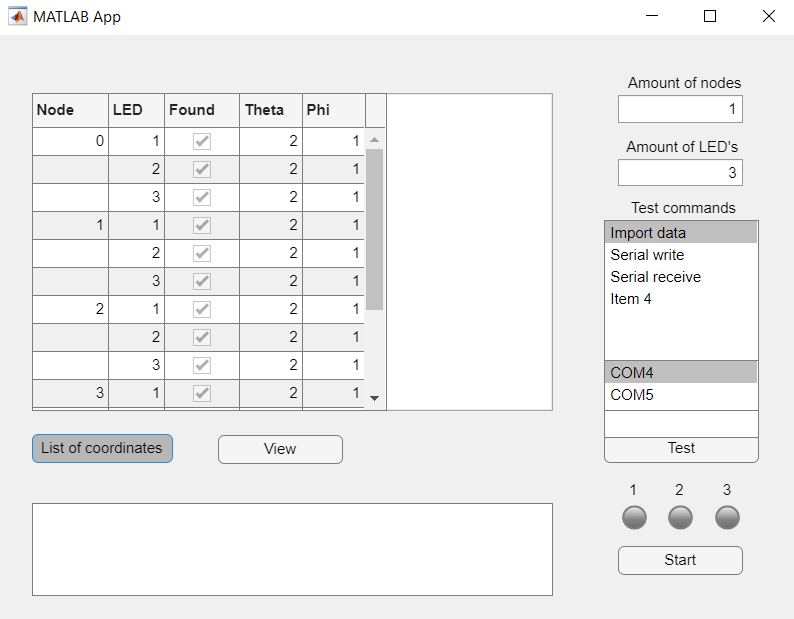 MATLAB App
Amount of nodes
1
Amount of LED's
3
Node LED Found Theta Phi
0 1 2 1
2 2 1
3 2 1
1 1 2 1
2 2 1
3 2 1
2 1 2 1
2 2 1
3 2 1
3 1 2 1
Test commands
Import data
Serial write
Serial receive
Item 4
COM4
COM5
Test
List of coordinates
View
1 2 3
Start